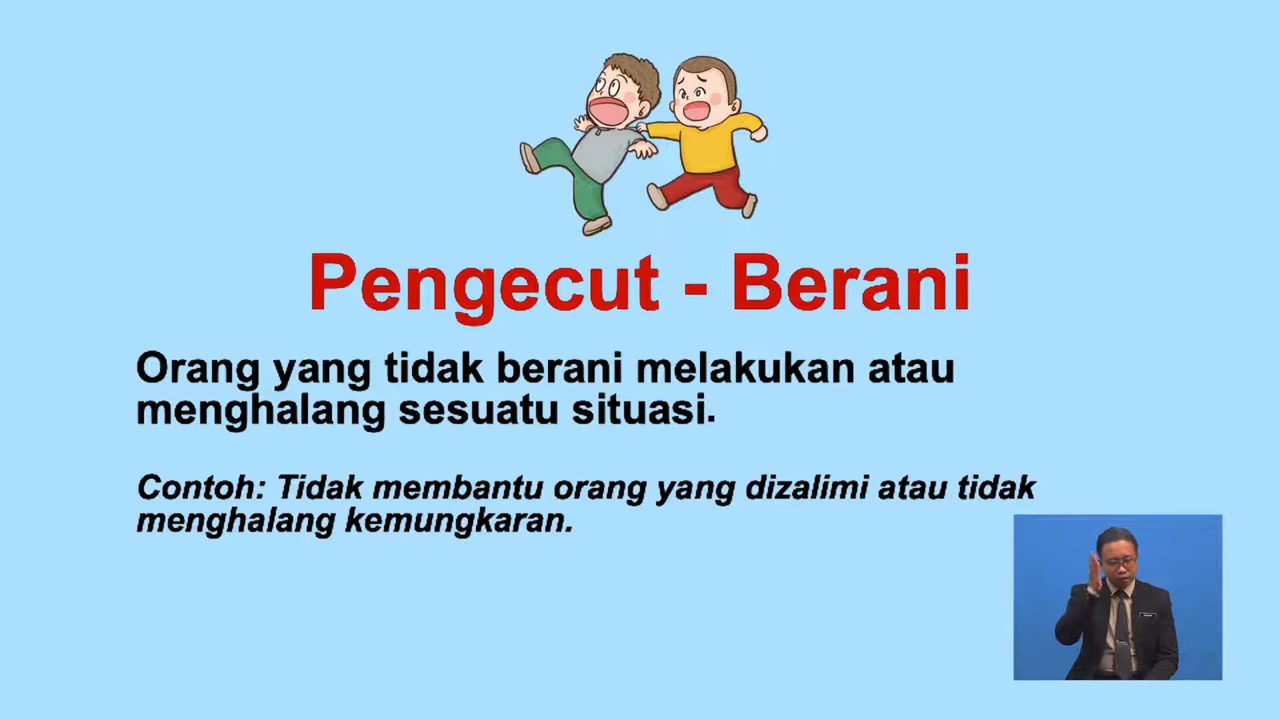 Pengecut - Berani
Orang yang tidak berani melakukan atau
menghalang sesuatu situasi.
Contoh: Tidak membantu orang yang dizalimi atau tidak
menghalang kemungkaran.